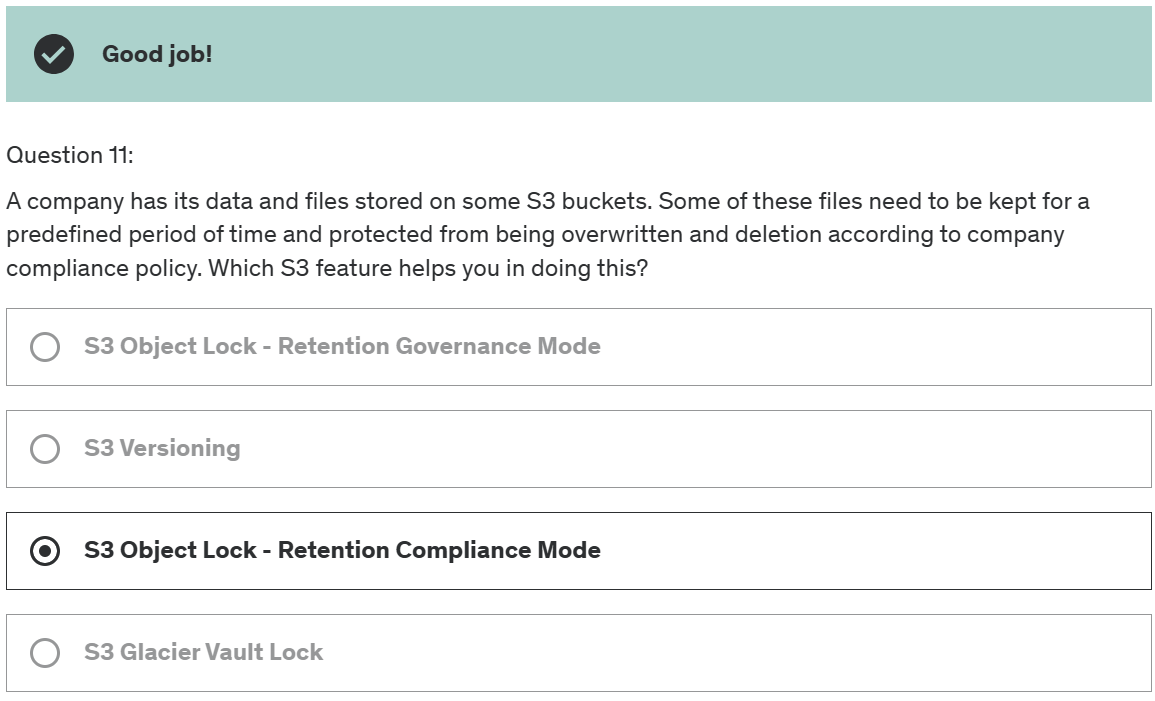 Good job!
Question 11:
A company has its data and files stored on some S3 buckets. Some of these files need to be kept for a
predefined period of time and protected from being overwritten and deletion according to company
compliance policy. Which S3 feature helps you in doing this?
S3 Object Lock - Retention Governance Mode
S3 Versioning
S3 Object Lock - Retention Compliance Mode
S3 Glacier Vault Lock